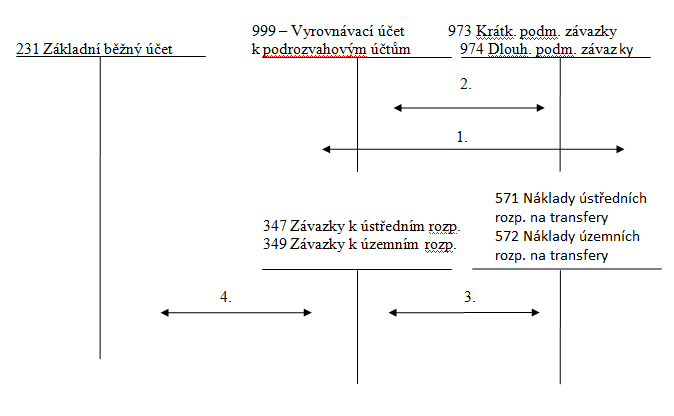 231 Základní běžný účet
999 – Vyrovnávací účet
k podrozvahovým účtům
973 Krátk. podm. závazky
974 Dlouh. podm. závazky
2.
1.
347 Závazky k ústředním rozp.
349 Závazky k územním rozp.
571 Náklady ústředních
rozp. na transfery
572 Náklady územních
rozp. na transfery
4.
3.